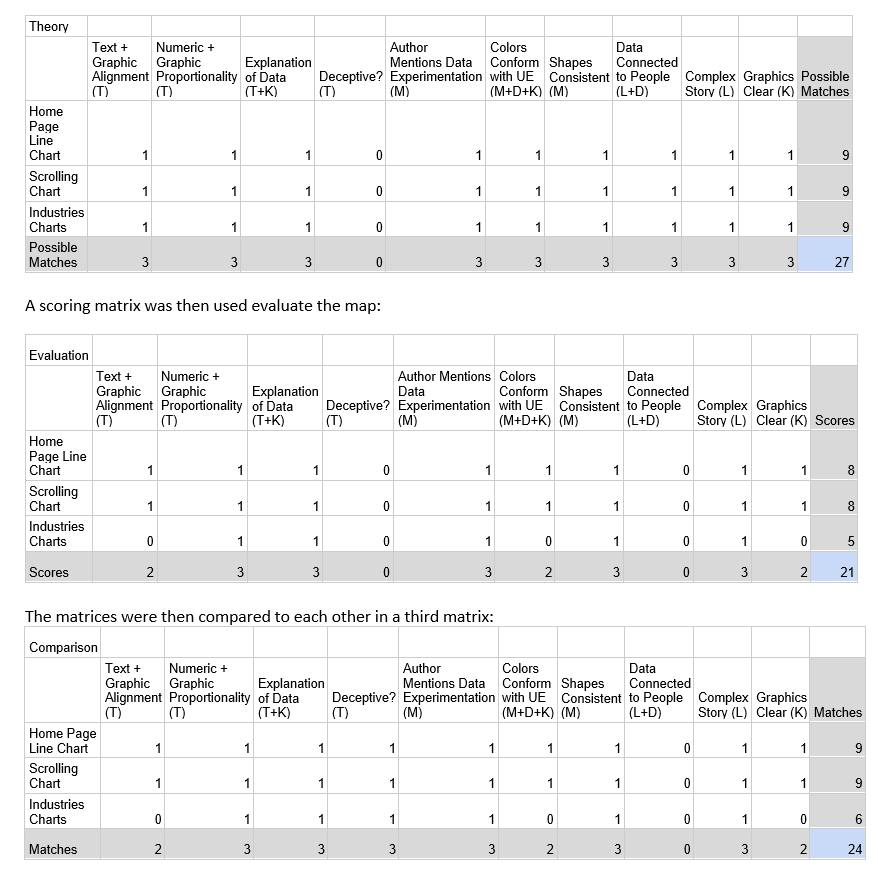 Theory
Text + Graphic Alignment (T) Numeric + Graphic Proportionality (T) Explanation of Data (T+K) Deceptive? (T) Author Mentions Data Experimentation (M) Colors Conform with UE (M+D+K) Shapes Consistent (M) Data Connected to People (L+D) Complex Story (L) Graphics Clear (K) Possible Matches
Home Page Line Chart 1 1 1 0 1 1 1 1 1 1 9
Scrolling Chart 1 1 1 0 1 1 1 1 1 1 9
Industries Charts 1 1 1 0 1 1 1 1 1 1 9
Possible Matches 3 3 3 0 3 3 3 3 3 3 27
A scoring matrix was then used evaluate the map:
Evaluation
Text + Graphic Alignment (T) Numeric + Graphic Proportionality (T) Explanation of Data (T+K) Deceptive? (T) Author Mentions Data Experimentation (M) Colors Conform with UE (M+D+K) Shapes Consistent (M) Data Connected to People (L+D) Complex Story (L) Graphics Clear (K) Scores
Home Page Line Chart 1 1 1 0 1 1 1 0 1 1 8
Scrolling Chart 1 1 1 0 1 1 1 0 1 1 8
Industries Charts 0 1 1 0 1 0 1 0 1 0 5
Scores 2 3 3 0 3 2 3 0 3 2 21
The matrices were then compared to each other in a third matrix:
Comparison
Text + Graphic Alignment (T) Numeric + Graphic Proportionality (T) Explanation of Data (T+K) Deceptive? (T) Author Mentions Data Experimentation (M) Colors Conform with UE (M+D+K) Shapes Consistent (M) Data Connected to People (L+D) Complex Story (L) Graphics Clear (K) Matches
Home Page Line Chart 1 1 1 1 1 1 1 0 1 1 9
Scrolling Chart 1 1 1 1 1 1 1 0 1 1 9
Industries Charts 0 1 1 1 1 0 1 0 1 0 6
Matches 2 3 3 3 3 2 3 0 3 2 24